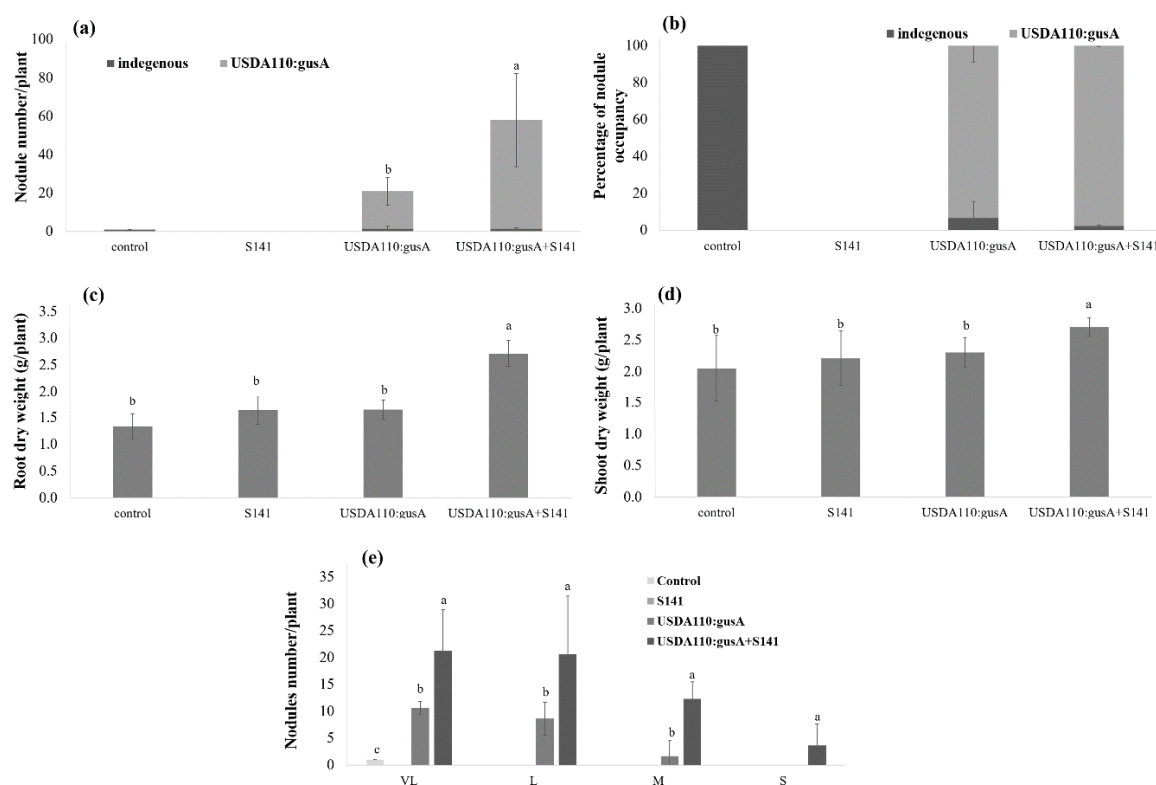 (a)
Nodule number/plant
100
80
60
40
20
0
indegenous
USDA110:gusA
a
b
control
S141
USDA110:gusA
USDA110:gusA+S141
(b)
Percentage of nodule
occupancy
100
80
60
40
20
0
indegenous
USDA110:gusA
control
S141
USDA110:gusA
USDA110:gusA+S141
(c)
Root dry weight (g/plant)
3.5
3.0
2.5
2.0
1.5
1.0
0.5
0.0
b
b
b
a
control
S141
USDA110:gusA
USDA110:gusA+S141
(d)
Shoot dry weight (g/plant
3.0
2.5
2.0
1.5
1.0
0.5
0.0
b
b
b
a
control
S141
USDA110:gusA
USDA110:gusA+S141
(e)
Nodules number/plant
35
30
25
20
15
10
5
0
Control
S141
USDA110:gusA
USDA110:gusA+S141
c
b
a
b
a
b
a
a
VL
L
M
S